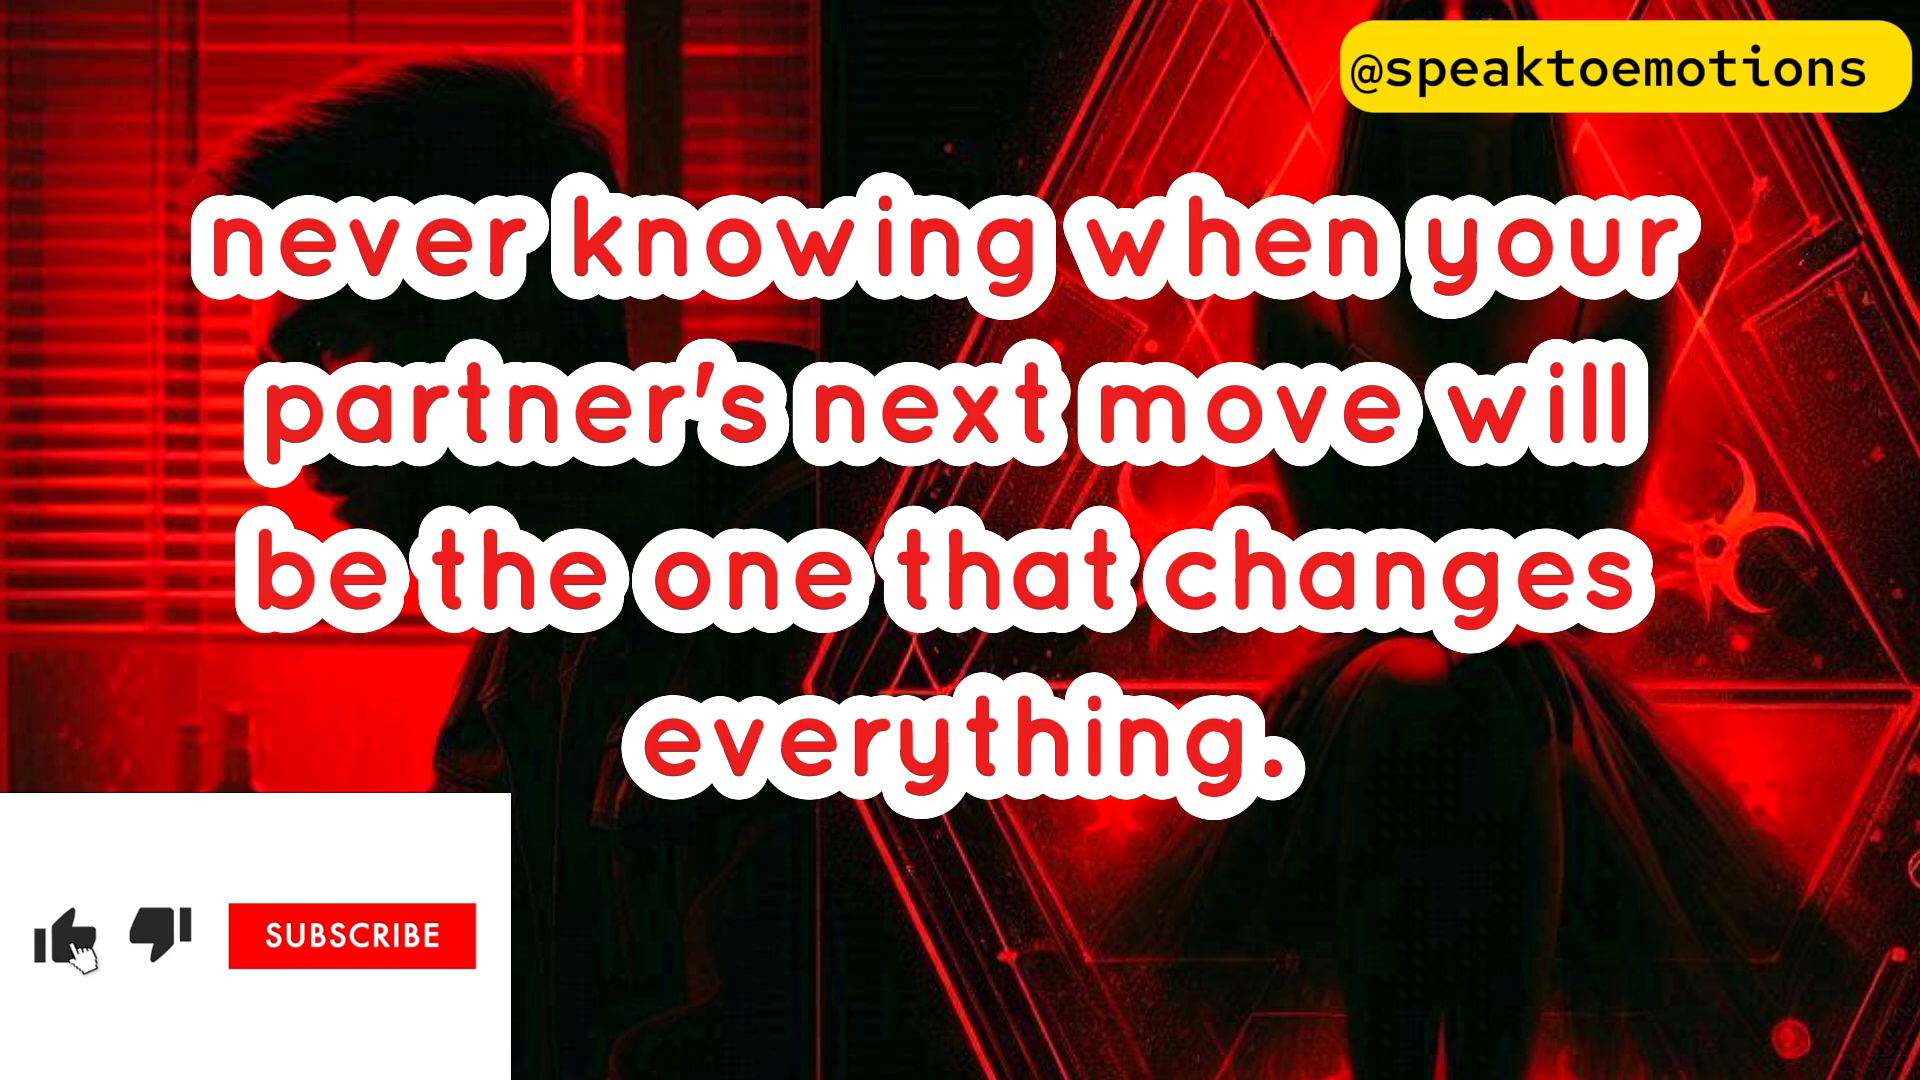 @speaktoemotions
never knowing when your
partner's next move will
be the one that changes
everything.
SUBSCRIBE